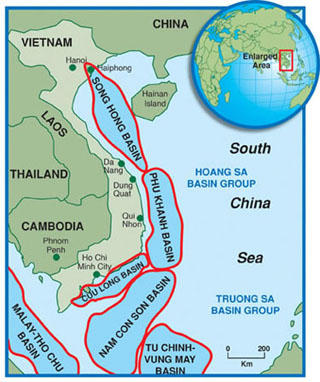 CHINA
VIETNAM
Hanoi
Haiphong
Enlarged
Area
SONG HONG BASIN
Hainan
Island
LAOS
THAILAND
Da
Nang
Dung
Quat
South
HOANG SA
BASIN GROUP
PHU KHANH BASIN
China
Qui
Nhon
CAMBODIA
Phnom
Penh
Ho Chi
Minh City
Sea
CUU LONG BASIN
NAM CON SON BASIN
TRUONG SA
BASIN GROUP
MALAY-THO CHU
BASIN
TU CHINH-
VUNG MAY
BASIN
0 200
Km